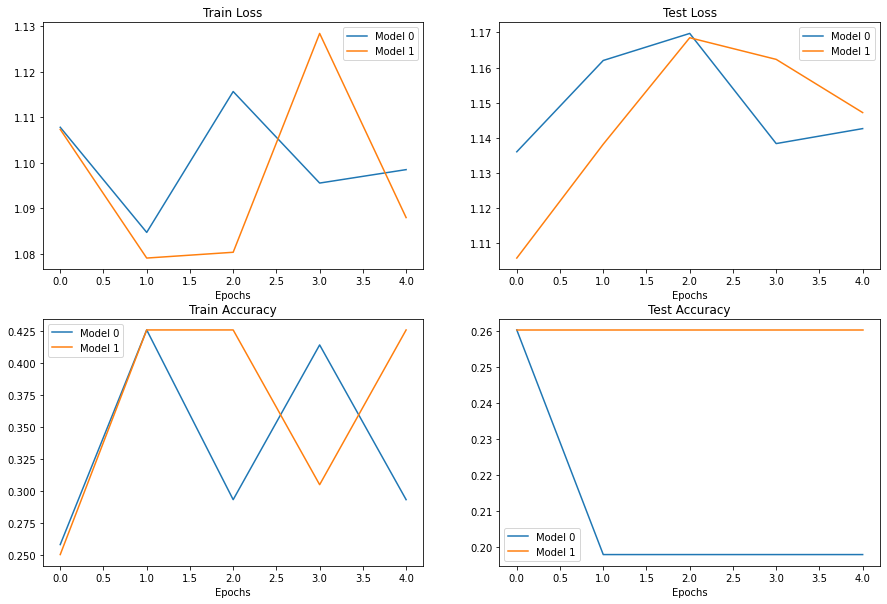 Train Loss
1.13
1.12
1.11
1.10
1.09
1.08
Model 0
Model 1
0.0 0.5 1.0 1.5 2.0 2.5 3.0 3.5 4.0
Epochs
Test Loss
1.17
1.16
1.15
1.14
1.13
1.12
1.11
Model 0
Model 1
0.0 0.5 1.0 1.5 2.0 2.5 3.0 3.5 4.0
Epochs
Train Accuracy
0.425
0.400
0.375
0.350
0.325
0.300
0.275
0.250
Model 0
Model 1
0.0 0.5 1.0 1.5 2.0 2.5 3.0 3.5 4.0
Epochs
Test Accuracy
0.26
0.25
0.24
0.23
0.22
0.21
0.20
Model 0
Model 1
0.0 0.5 1.0 1.5 2.0 2.5 3.0 3.5 4.0
Epochs